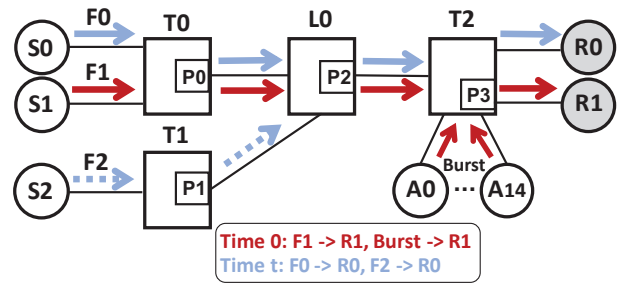 F0 T0 L0 T2
S0 R0
F1 P0 P2 P3
S1 R1
T1
F2 Burst
S2 P1 A0 ... A14
Time 0: F1 -> R1, Burst -> R1
Time t: F0 -> R0, F2 -> R0